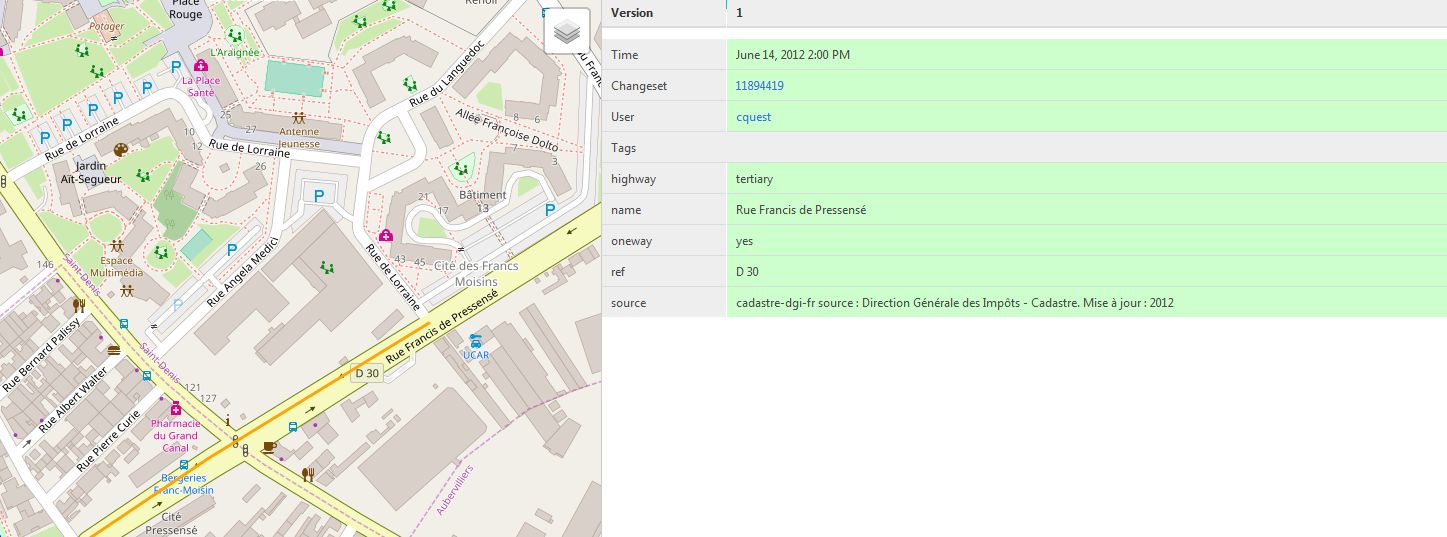 Place
Rouge
Renoir
Potager
L'Araignée
La Place
Santé
Rue du Languedoc
Rue de Lorraine
25
27
10
12
26
Antenne
Jeunesse
Rue de Lorraine
Allée Françoise Dolto
8
6
7
3
Jardin
Aït-Segueur
Bâtiment
13
21
17
43
45
Cité des Francs
Moisins
Espace
Multimédia
146
Saint-Denis
Saint-Denis
Rue Angela Medici
Rue de Lorraine
Rue Francis de Pressensé
Rue Bernard Palissy
Rue Albert Walter
Rue Pierre Curie
121
127
D 30
UCAR
Pharmacie
du Grand
Canal
Bergeries
Franc-Moisin
Cité
Pressensé
Aubervilliers
Version 1
Time June 14, 2012 2:00 PM
Changeset 11894419
User cquest
Tags
highway tertiary
name Rue Francis de Pressensé
oneway yes
ref D 30
source cadastre-dgi-fr source : Direction Générale des Impôts - Cadastre. Mise à jour : 2012